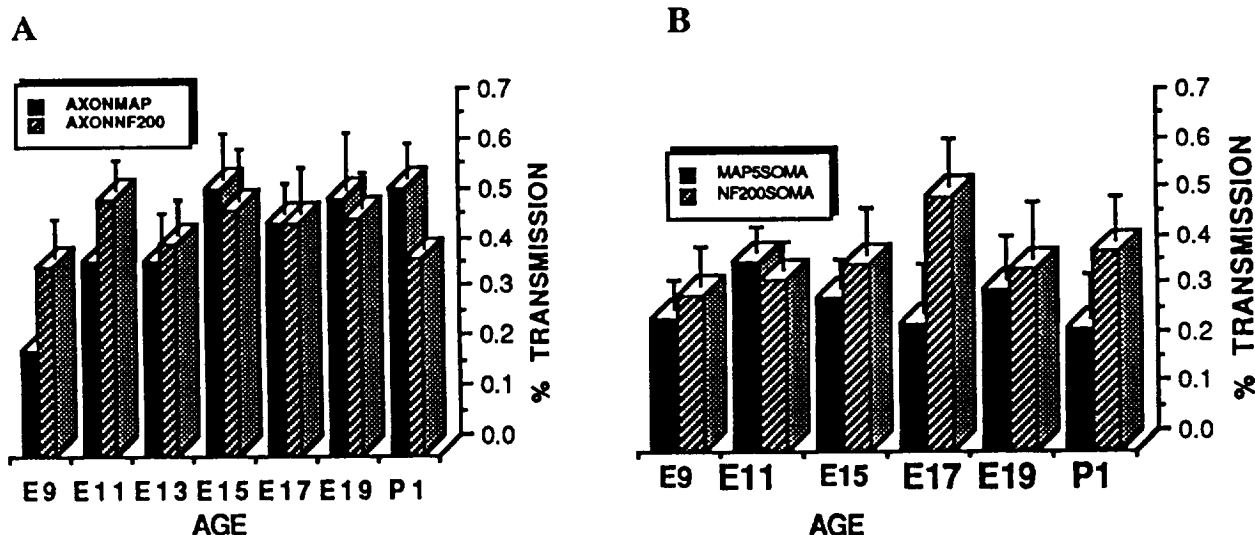 A
AXONMAP
AXONNF200
0.7
0.6
0.5
0.4
0.3
0.2
0.1
0.0
% TRANSMISSION
E9 E11 E13 E15 E17 E19 P1
AGE
B
MAP5SOMA
NF200SOMA
0.7
0.6
0.5
0.4
0.3
0.2
0.1
0.0
% TRANSMISSION
E9 E11 E15 E17 E19 P1
AGE